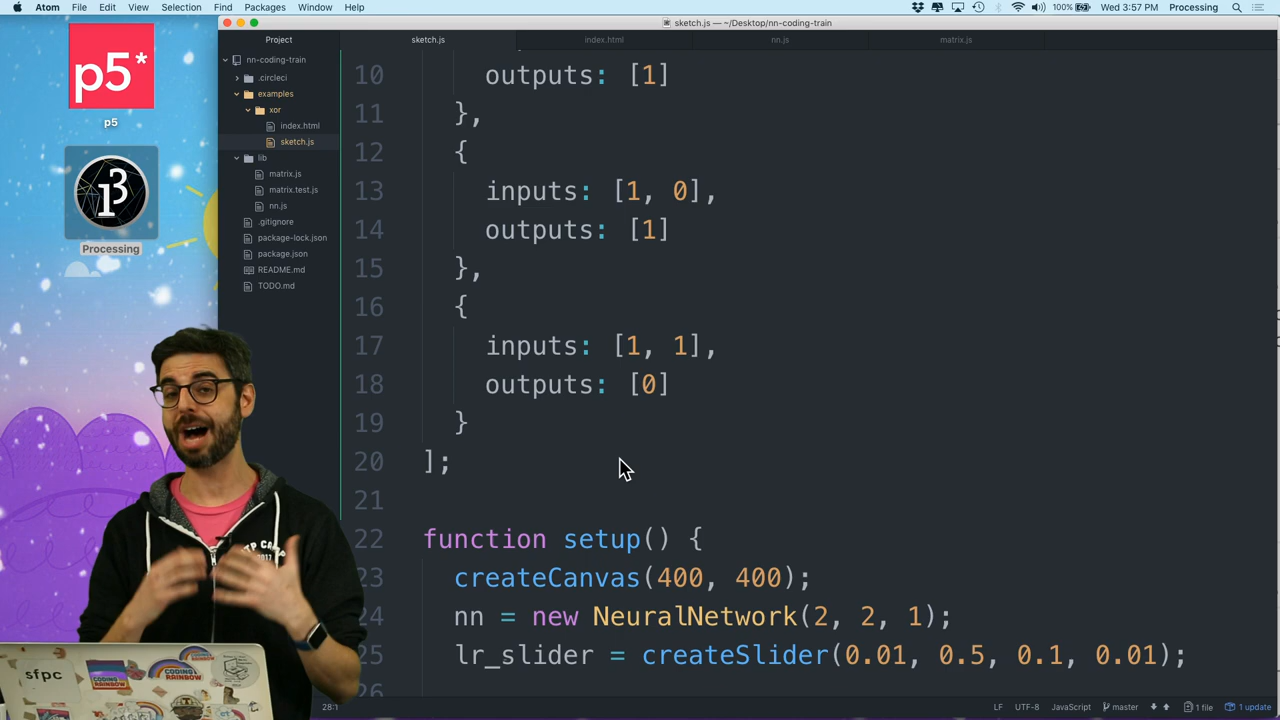 Atom File Edit View Selection Find Packages Window Help
100% Wed 3:57 PM Processing
sketch.js — ~/Desktop/nn-coding-train
Project
sketch.js
index.html
nn.js
matrix.js
p5*
p5
Processing
nn-coding-train
.circleci
examples
xor
index.html
sketch.js
lib
matrix.js
matrix.test.js
nn.js
.gitignore
package-lock.json
package.json
README.md
TODO.md
10 outputs: [1]
11 },
12 {
13 inputs: [1, 0],
14 outputs: [1]
15 },
16 {
17 inputs: [1, 1],
18 outputs: [0]
19 }
20 ];
21
22 function setup() {
23 createCanvas(400, 400);
24 nn = new NeuralNetwork(2, 2, 1);
25 lr_slider = createSlider(0.01, 0.5, 0.1, 0.01);
26
28:1
LF UTF-8 JavaScript master 1 file 1 update
sfpc
CODING
RAINBOW